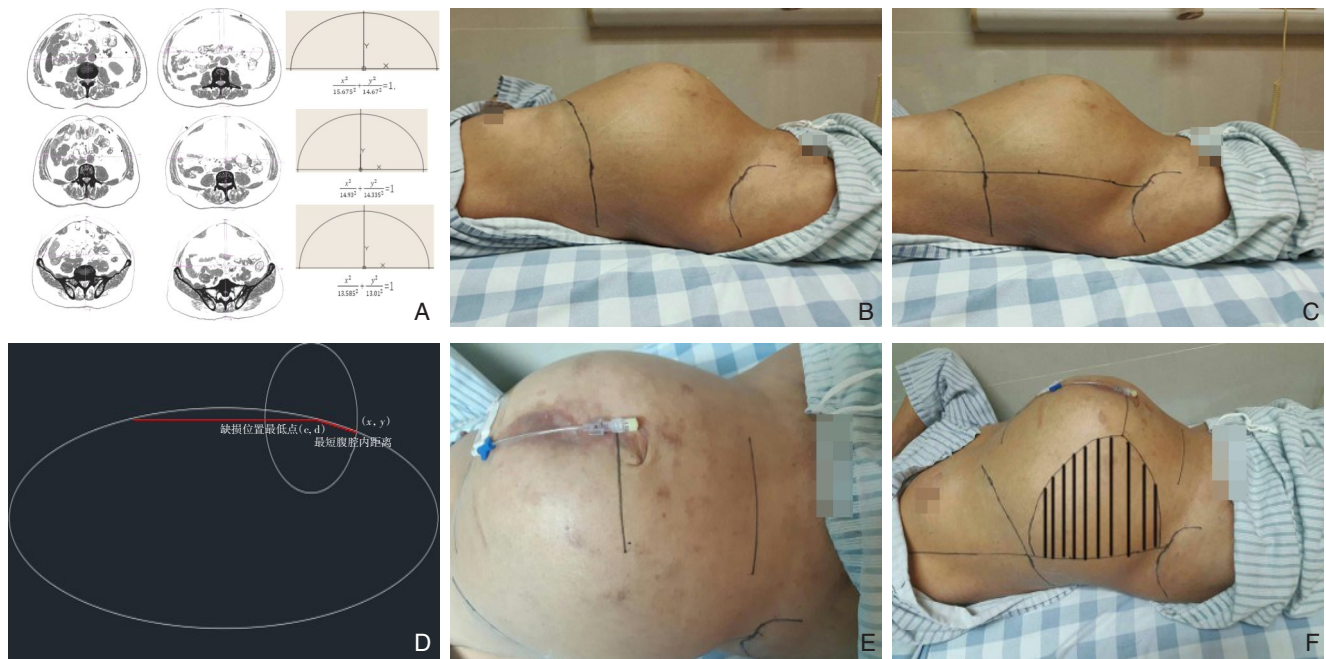 Y
X
x²/15.675² + y²/14.67² =1,
Y
X
x²/14.93² + y²/14.335² =1
Y
X
x²/13.585² + y²/13.01² =1
A
B
C
缺损位置最低点(c, d)
(x, y)
最短腹腔内距离
D
E
F